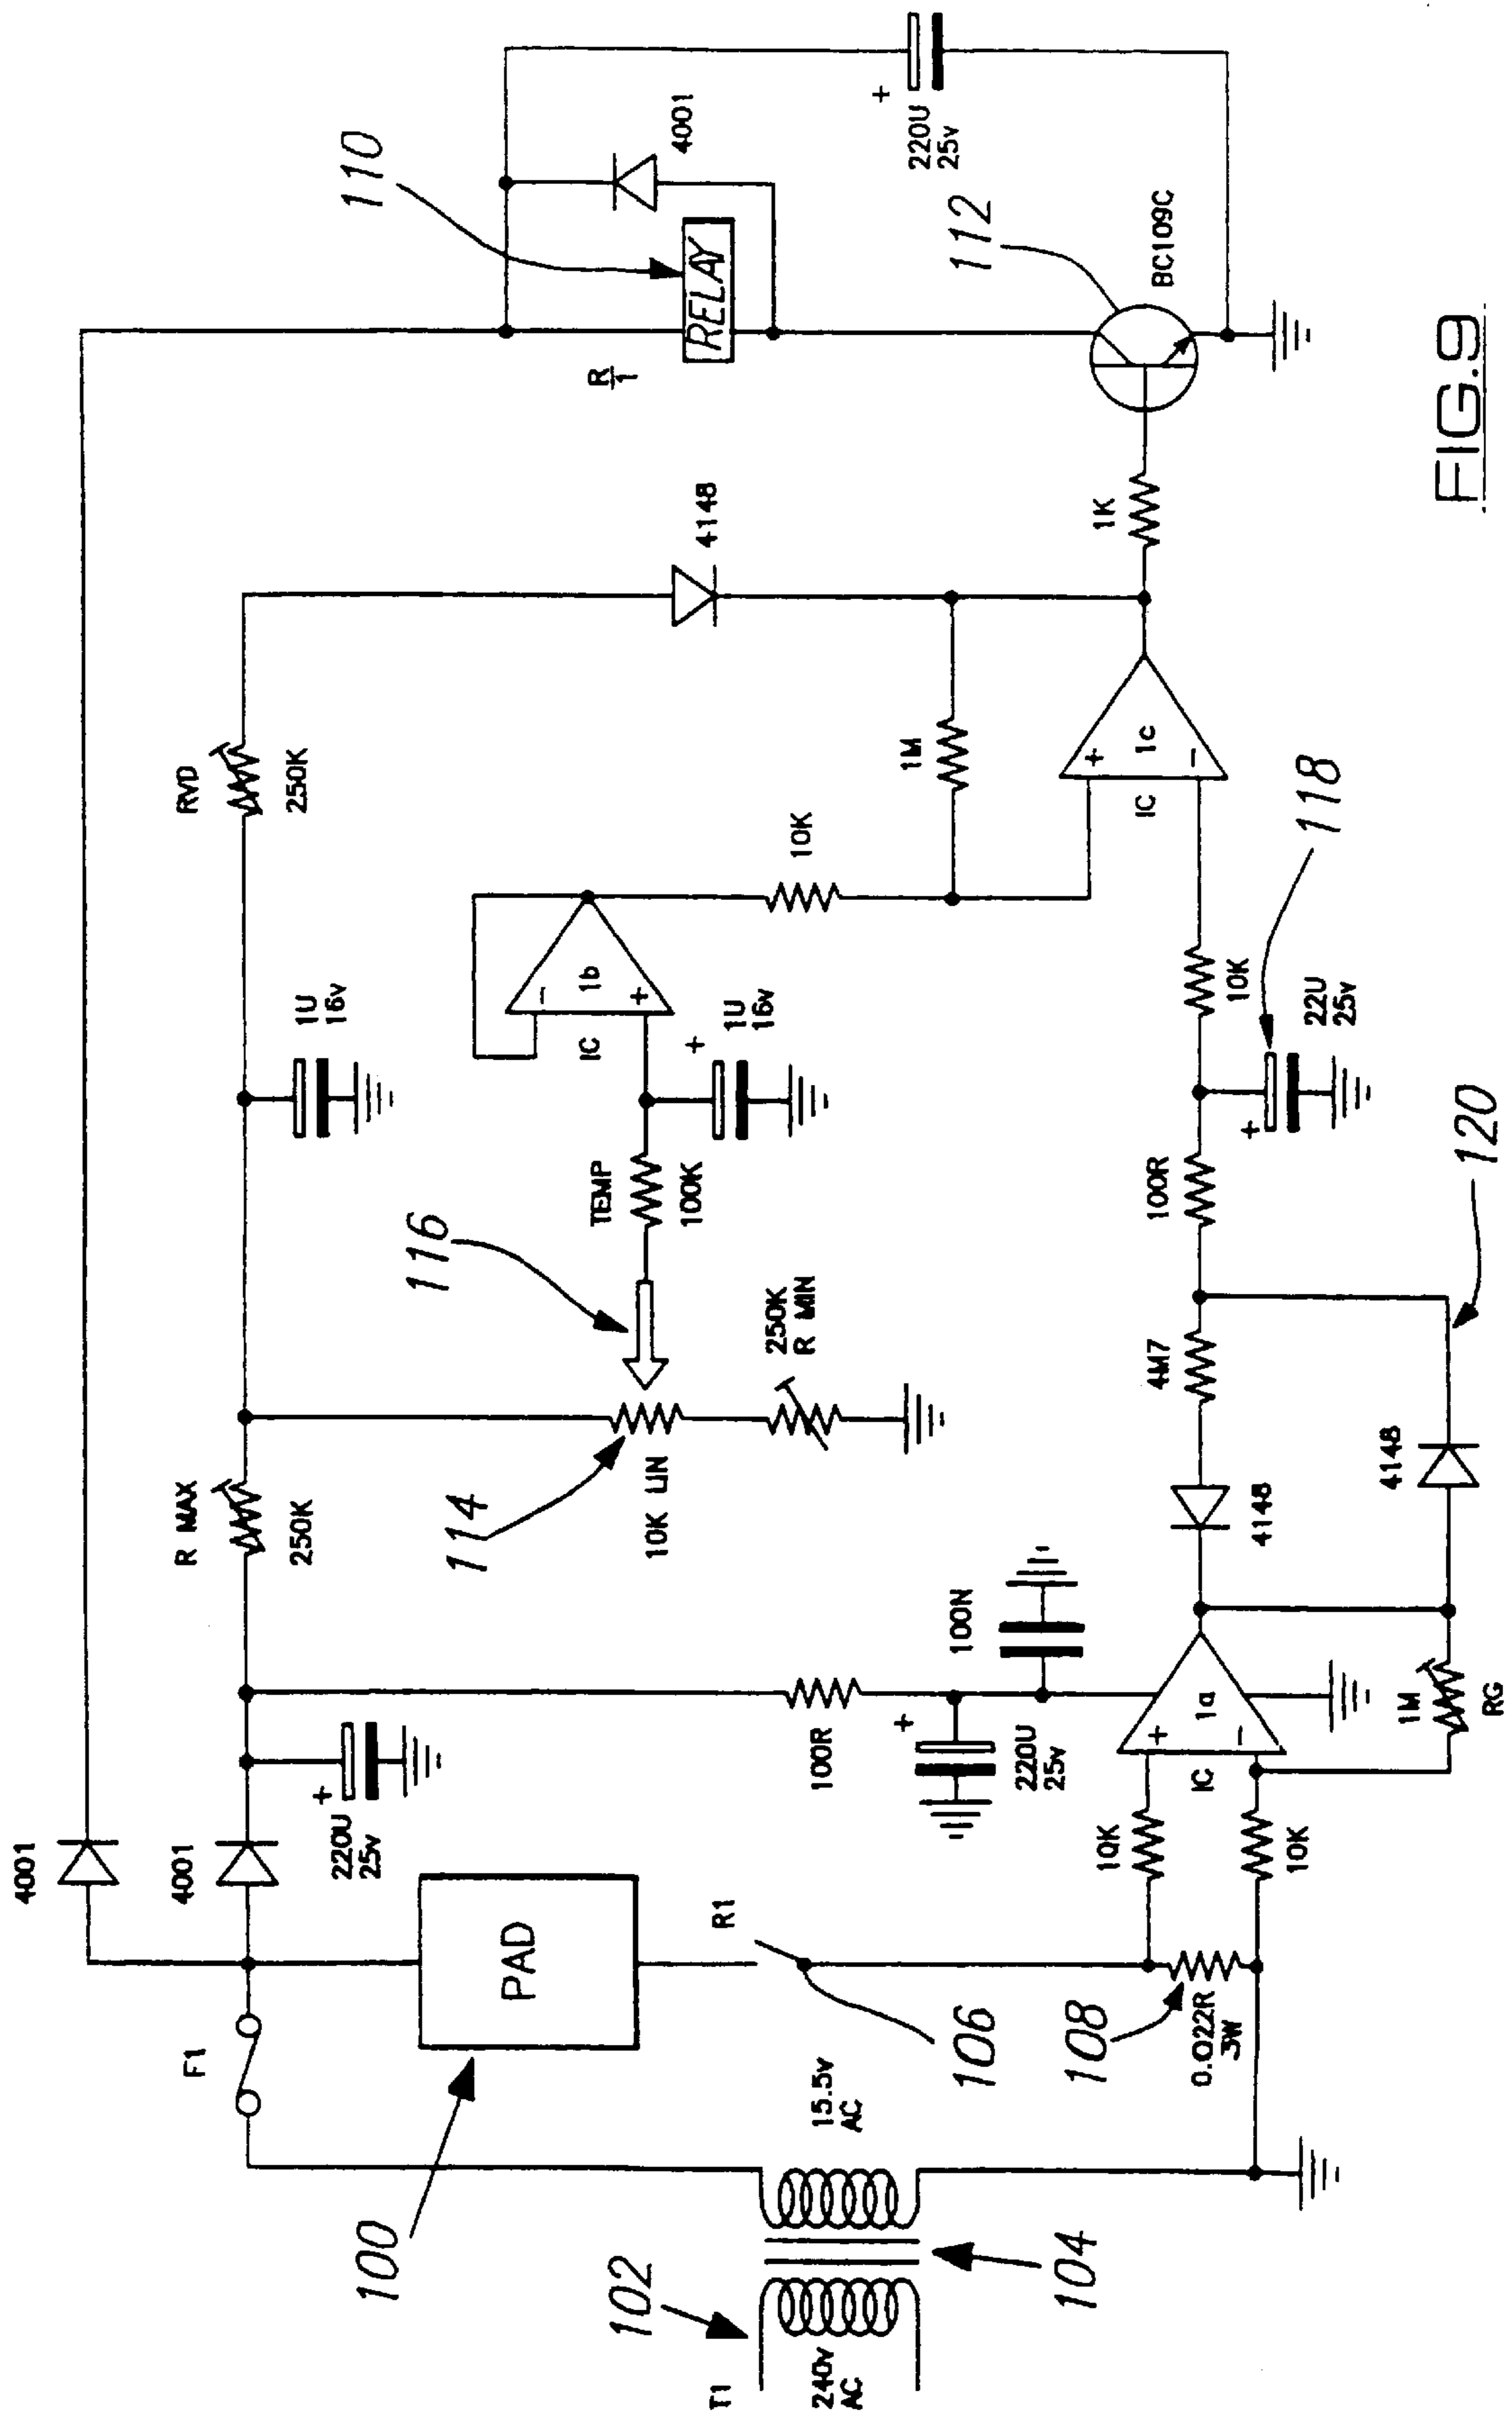 4001
110
4001
+
220U
25v
R
1
RELAY
112
BC109C
4148
1K
RVD
250K
1M
+
1c
-
IC
118
10K
1U
16v
-
1b
+
IC
+
1U
16v
10K
+
22U
25v
120
TEMP
100K
100R
116
250K
R MIN
R MAX
250K
114
10K LIN
4M7
4148
4148
100N
100R
+
220U
25v
+
1a
-
IC
1M
RG
4001
+
220U
25v
10K
10K
PAD
R1
F1
106
108
0.022R
3W
15.5v
AC
100
102
104
T1
240v
AC
FIG.9